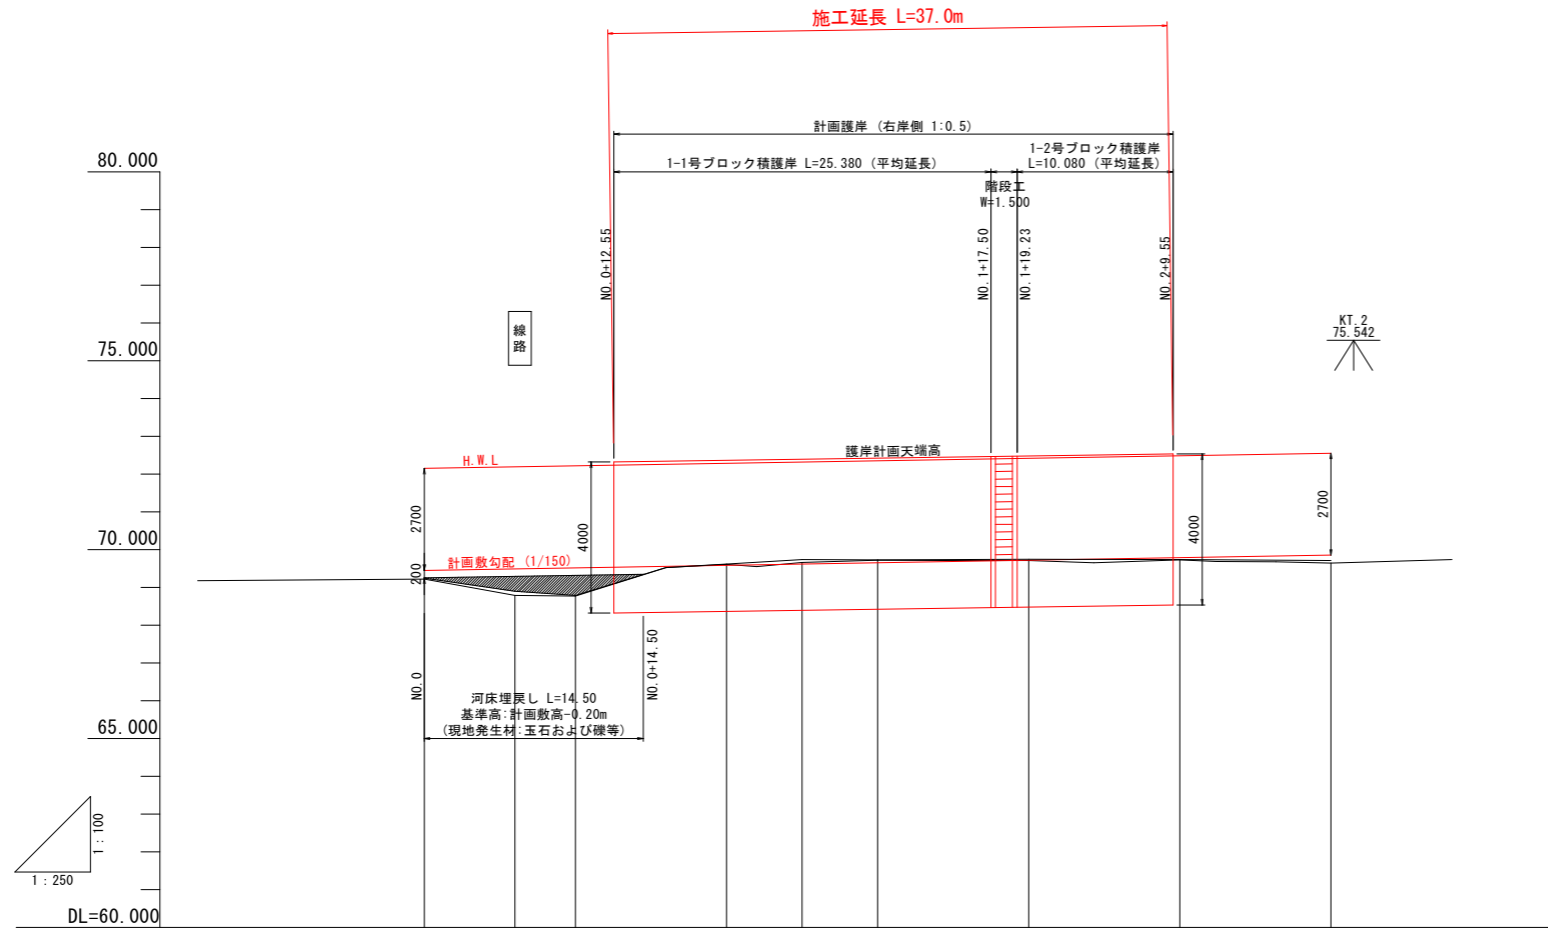 施工延長 L=37.0m
計画護岸 (右岸側 1:0.5)
1-1号ブロック積護岸 L=25.380 (平均延長)
1-2号ブロック積護岸
L=10.080 (平均延長)
階段工
W=1.500
80.000
75.000
70.000
65.000
DL=60.000
NO.0+12.55
NO.1+17.50
NO.1+19.23
NO.2+9.55
線路
KT.2
75.542
H.W.L
護岸計画天端高
2700
4000
4000
2700
計画敷勾配 (1/150)
200
NO.0
NO.0+14.50
河床埋戻し L=14.50
基準高:計画敷高-0.20m
(現地発生材:玉石および礫等)
1:100
1:250